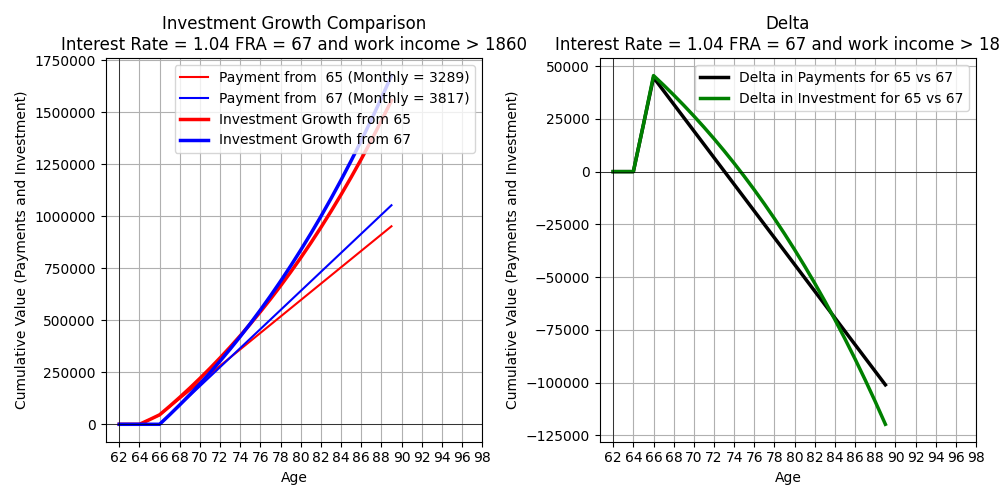 Investment Growth Comparison
Interest Rate = 1.04 FRA = 67 and work income > 1860
Cumulative Value (Payments and Investment)
1750000
1500000
1250000
1000000
750000
500000
250000
0
Payment from  65 (Monthly = 3289)
Payment from  67 (Monthly = 3817)
Investment Growth from 65
Investment Growth from 67
62 64 66 68 70 72 74 76 78 80 82 84 86 88 90 92 94 96 98
Age
Delta
Interest Rate = 1.04 FRA = 67 and work income > 18
Cumulative Value (Payments and Investment)
50000
25000
0
−25000
−50000
−75000
−100000
−125000
Delta in Payments for 65 vs 67
Delta in Investment for 65 vs 67
62 64 66 68 70 72 74 76 78 80 82 84 86 88 90 92 94 96 98
Age